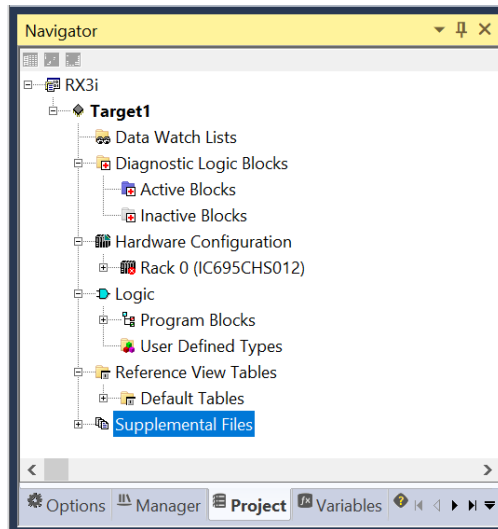 Navigator
RX3i
Target1
Data Watch Lists
Diagnostic Logic Blocks
Active Blocks
Inactive Blocks
Hardware Configuration
Rack 0 (IC695CHS012)
Logic
Program Blocks
User Defined Types
Reference View Tables
Default Tables
Supplemental Files
Options Manager Project Variables